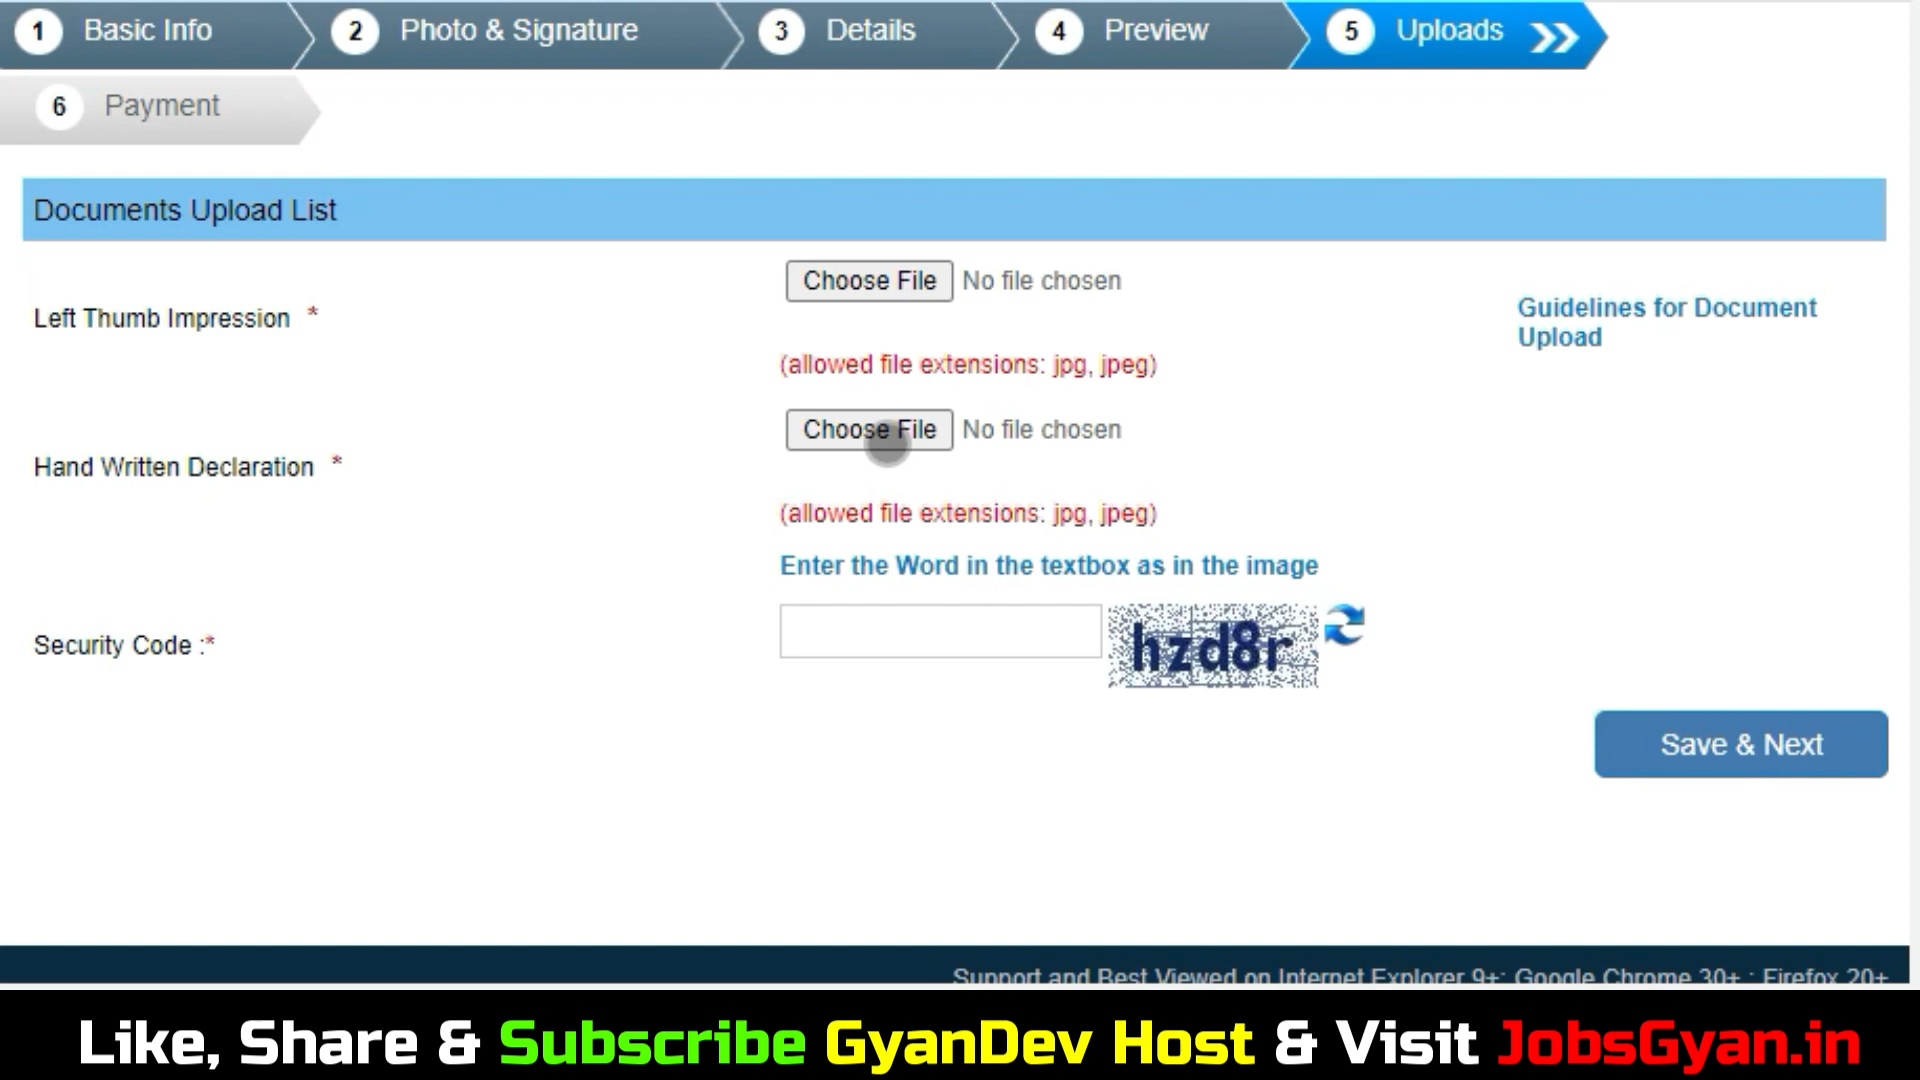 1 Basic Info 2 Photo & Signature 3 Details 4 Preview 5 Uploads
6 Payment
Documents Upload List
Left Thumb Impression *
Choose File No file chosen
(allowed file extensions: jpg, jpeg)
Guidelines for Document
Upload
Hand Written Declaration *
Choose File No file chosen
(allowed file extensions: jpg, jpeg)
Enter the Word in the textbox as in the image
Security Code :*
hzd8r
Save & Next
Support and Best Viewed on Internet Explorer 9+; Google Chrome 30+ ; Firefox 20+
Like, Share & Subscribe GyanDev Host & Visit JobsGyan.in